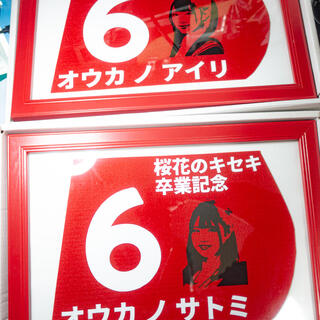 6
オウカ ノ アイリ
桜花のキセキ
卒業記念
6
オウカ ノ サトミ